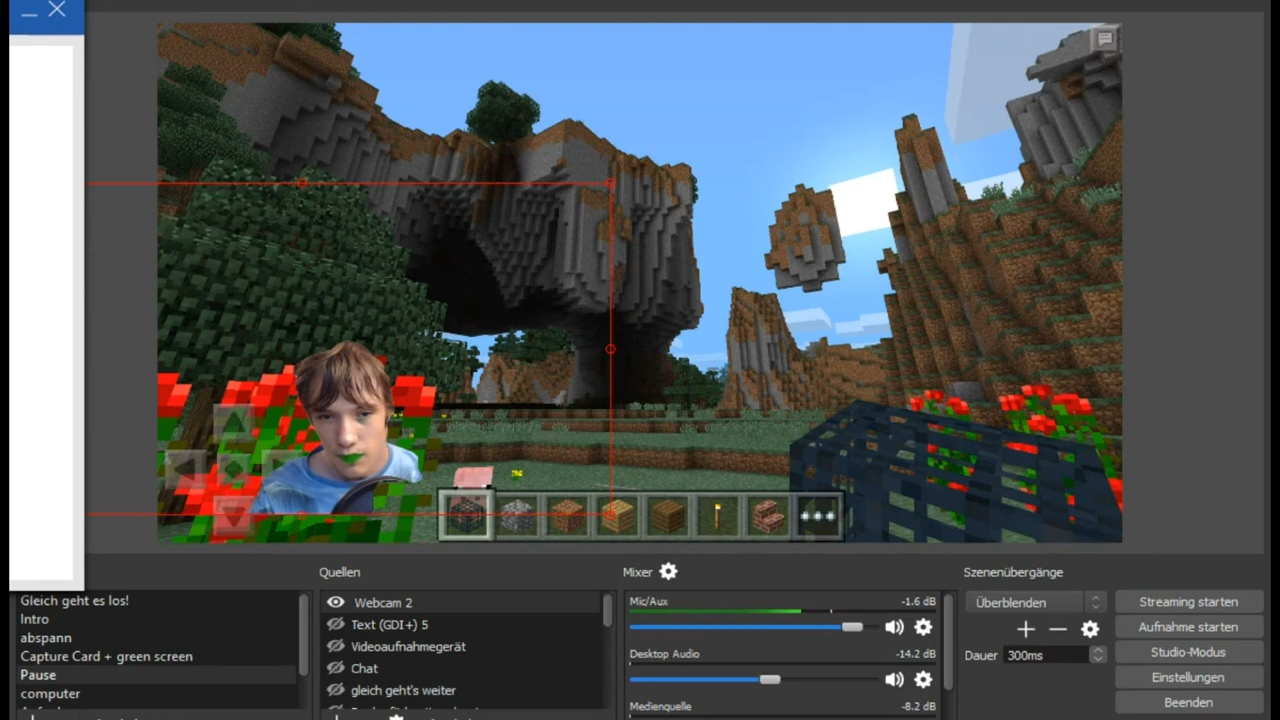 Quellen
Mixer
Szenenübergänge
Gleich geht es los!
Intro
abspann
Capture Card + green screen
Pause
computer
Webcam 2
Text (GDI+) 5
Videoaufnahmegerät
Chat
gleich geht's weiter
Mic/Aux -1.6 dB
Desktop Audio -14.2 dB
Medienquelle -8.2 dB
Überblenden
Dauer 300ms
Streaming starten
Aufnahme starten
Studio-Modus
Einstellungen
Beenden